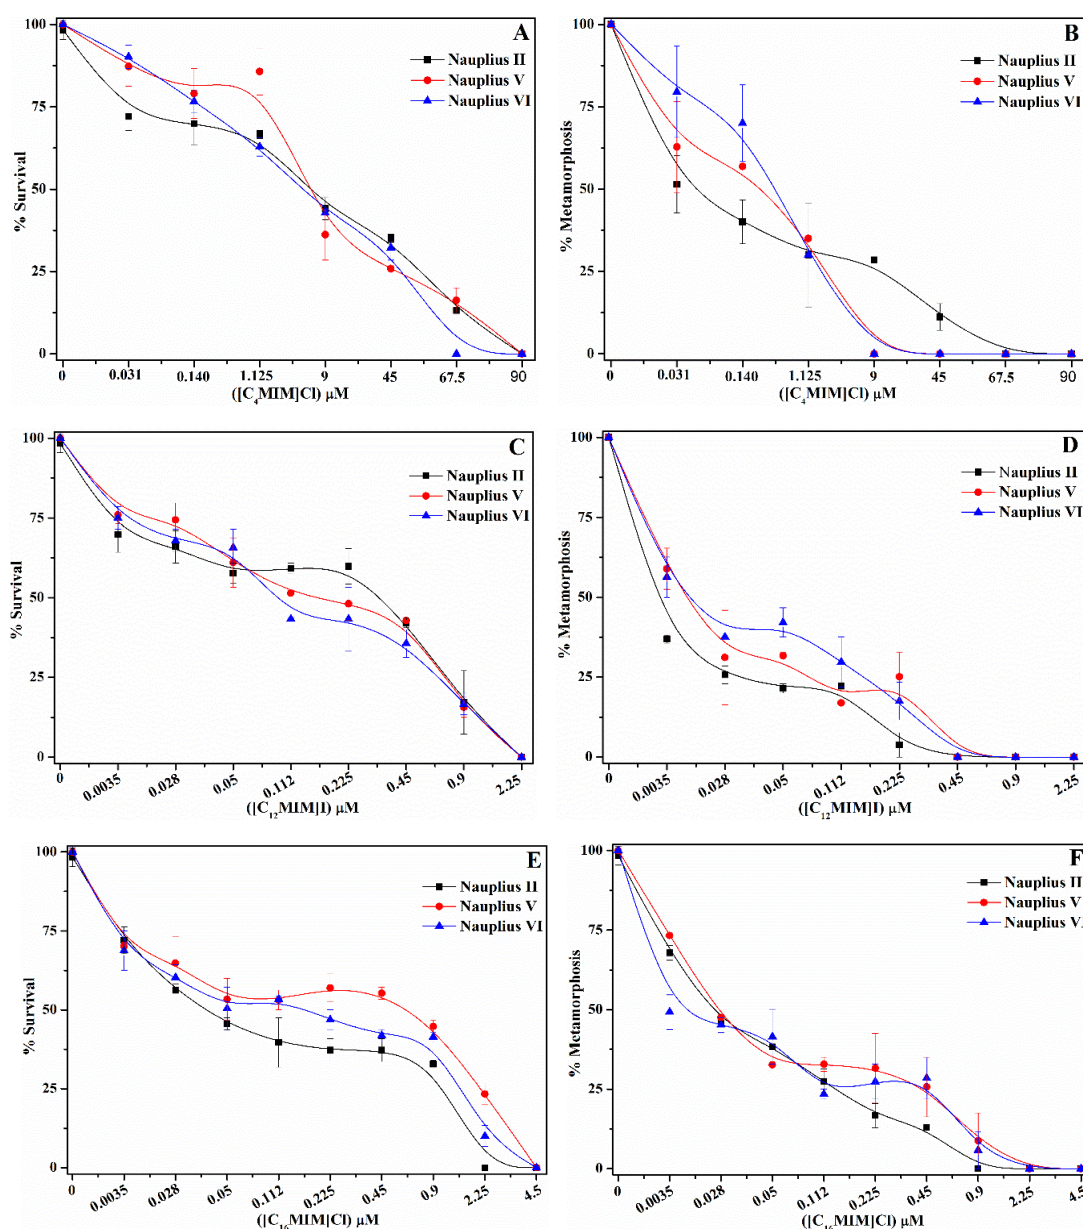 A
100
75
50
25
0
% Survival
Nauplius II
Nauplius V
Nauplius VI
0 0.031 0.140 1.125 9 45 67.5 90
([C4MIM]Cl) μM
B
100
75
50
25
0
% Metamorphosis
Nauplius II
Nauplius V
Nauplius VI
0 0.031 0.140 1.125 9 45 67.5 90
([C4MIM]Cl) μM
C
100
75
50
25
0
% Survival
Nauplius II
Nauplius V
Nauplius VI
0 0.0035 0.028 0.05 0.112 0.225 0.45 0.9 2.25
([C12MIM]I) μM
D
100
75
50
25
0
% Metamorphosis
Nauplius II
Nauplius V
Nauplius VI
0 0.0035 0.028 0.05 0.112 0.225 0.45 0.9 2.25
([C12MIM]I) μM
E
100
75
50
25
0
% Survival
Nauplius II
Nauplius V
Nauplius VI
0 0.0035 0.028 0.05 0.112 0.225 0.45 0.9 2.25 4.5
([C16MIM]Cl) μM
F
100
75
50
25
0
% Metamorphosis
Nauplius II
Nauplius V
Nauplius VI
0 0.0035 0.028 0.05 0.112 0.225 0.45 0.9 2.25 4.5
([C16MIM]Cl) μM